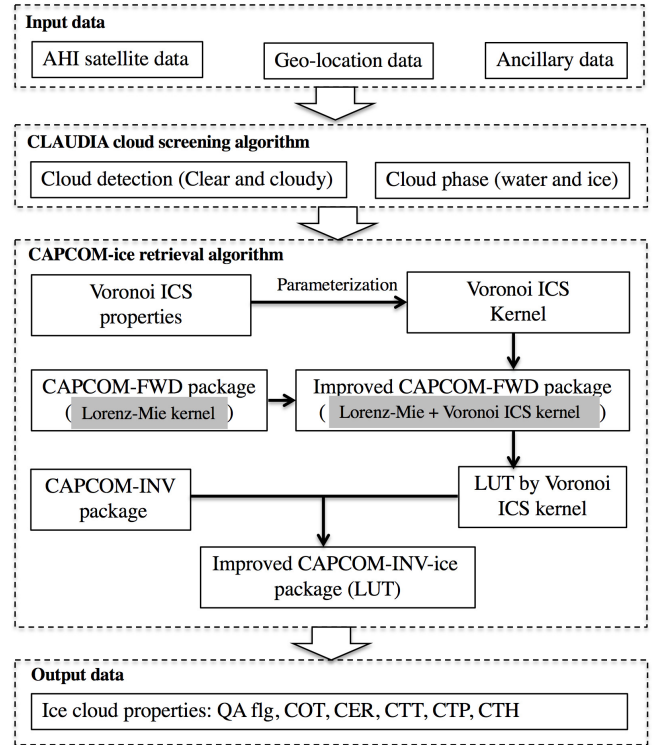 Input data
AHI satellite data
Geo-location data
Ancillary data
CLAUDIA cloud screening algorithm
Cloud detection (Clear and cloudy)
Cloud phase (water and ice)
CAPCOM-ice retrieval algorithm
Voronoi ICS
properties
Parameterization
Voronoi ICS
Kernel
CAPCOM-FWD package
( Lorenz-Mie kernel )
Improved CAPCOM-FWD package
( Lorenz-Mie + Voronoi ICS kernel )
CAPCOM-INV
package
LUT by Voronoi
ICS kernel
Improved CAPCOM-INV-ice
package (LUT)
Output data
Ice cloud properties: QA flg, COT, CER, CTT, CTP, CTH